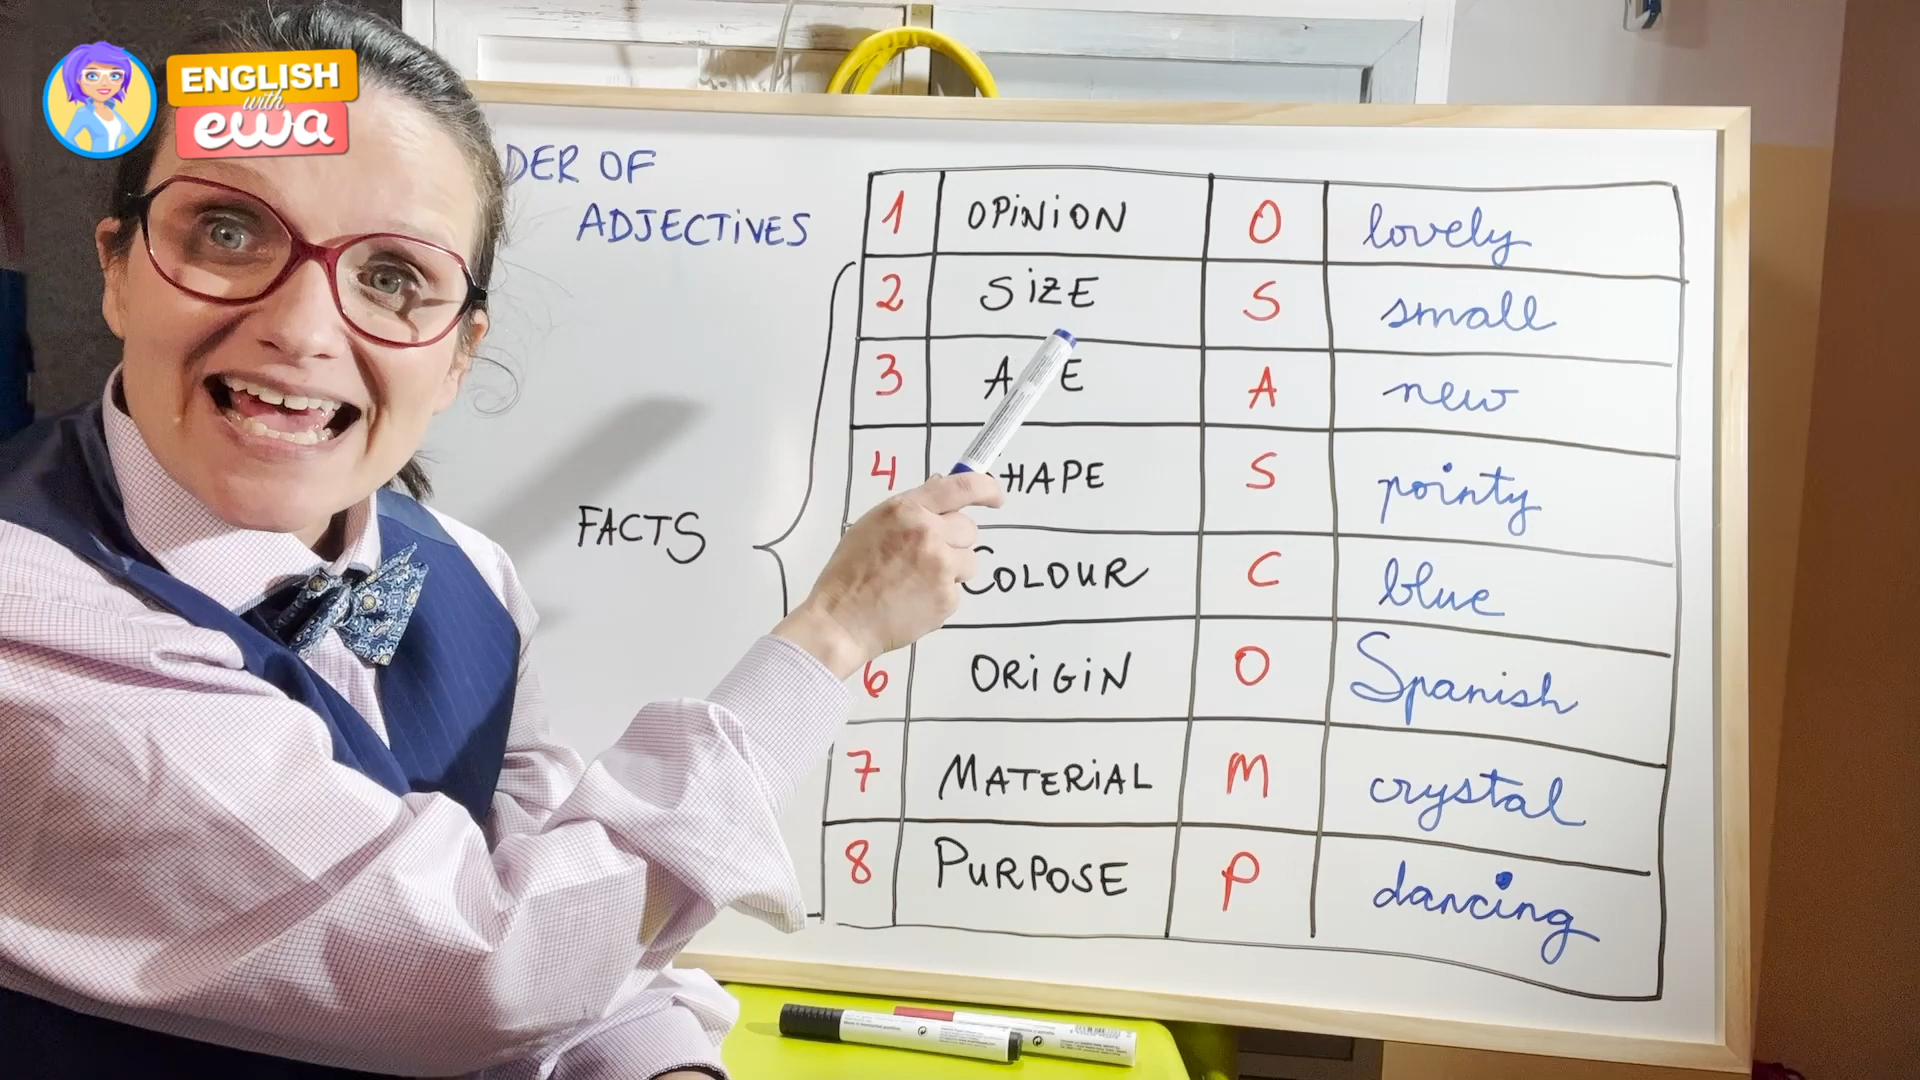 ENGLISH
with
ewa
DER OF
ADJECTIVES
FACTS
1 OPINION O lovely
2 SIZE S small
3 A E A new
4 HAPE S pointy
COLOUR C blue
6 ORIGIN O Spanish
7 MATERIAL M crystal
8 PURPOSE P dancing